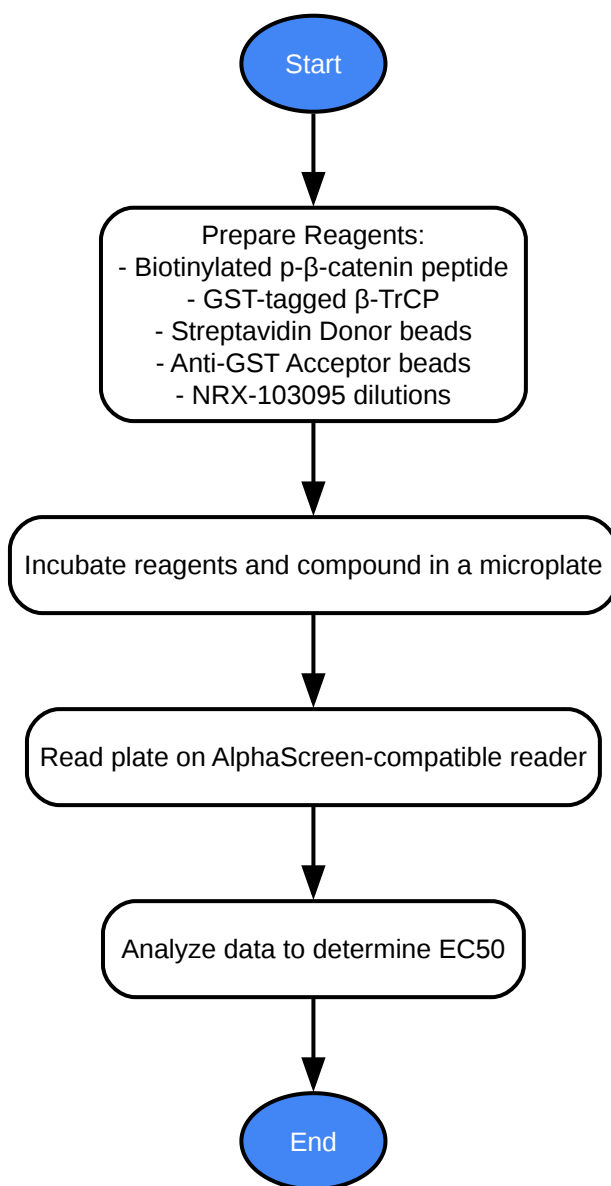 Start
Prepare Reagents:
- Biotinylated p-β-catenin peptide
- GST-tagged β-TrCP
- Streptavidin Donor beads
- Anti-GST Acceptor beads
- NRX-103095 dilutions
Incubate reagents and compound in a microplate
Read plate on AlphaScreen-compatible reader
Analyze data to determine EC50
End